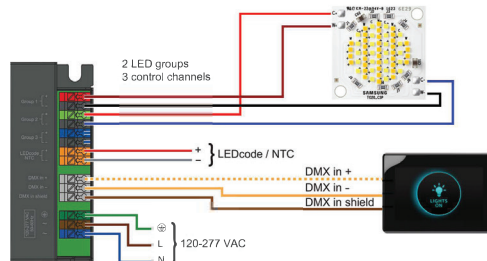 2 LED groups
3 control channels
C+
W+
SAMSUNG
Group 1
Group 2
Group 3
LEDcode
NTC
+
−
LEDcode / NTC
DMX in +
DMX in −
DMX in shield
DMX in +
DMX in −
DMX in shield
LIGHTS
ON
L
N
120-277 VAC